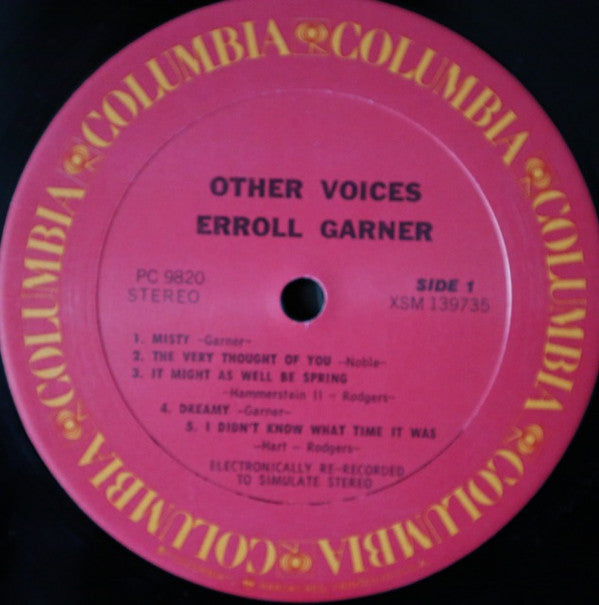 COLUMBIA COLUMBIA COLUMBIA COLUMBIA COLUMBIA COLUMBIA COLUMBIA
OTHER VOICES
ERROLL GARNER
PC 9820
STEREO
SIDE 1
XSM 139735
1. MISTY -Garner-
2. THE VERY THOUGHT OF YOU -Noble-
3. IT MIGHT AS WELL BE SPRING
-Hammerstein II - Rodgers-
4. DREAMY -Garner-
5. I DIDN'T KNOW WHAT TIME IT WAS
-Hart - Rodgers-
ELECTRONICALLY RE-RECORDED
TO SIMULATE STEREO